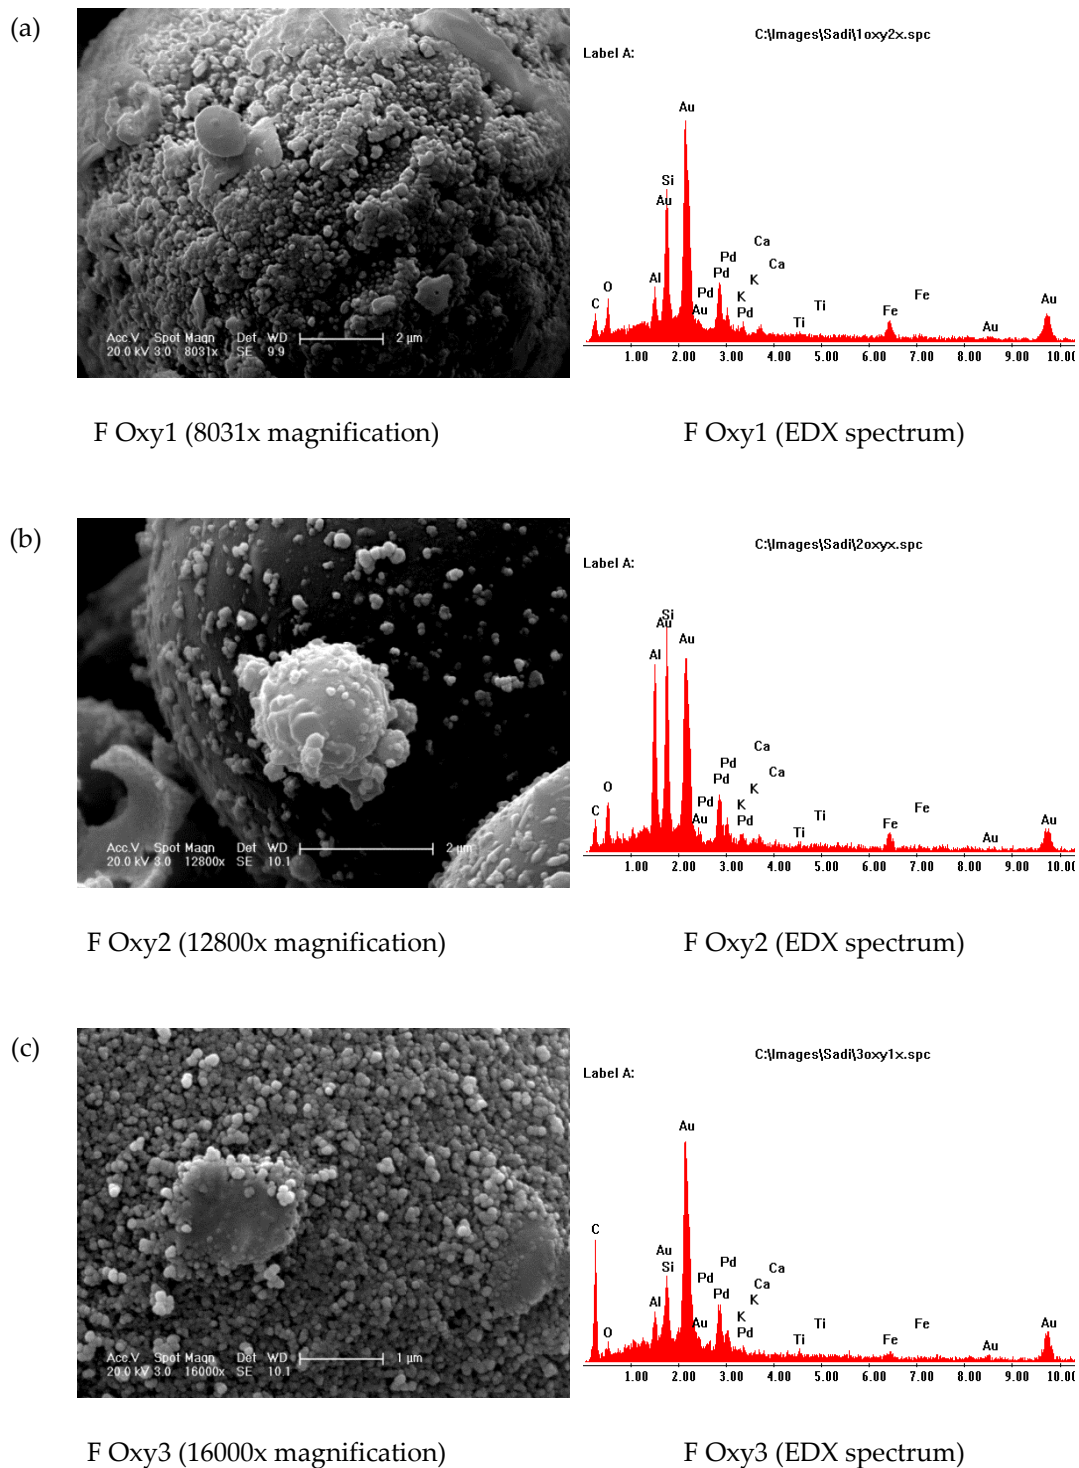 (a)
Acc.V Spot Magn Det WD 2 µm
20.0 kV 3.0 8031x SE 9.9
C:\Images\Sadi\1oxy2x.spc
Label A:
Au
Si
Au
Ca
Pd
Ca
Al
Pd
K
O
Pd
K
Fe
C
Au
Pd
Ti
Ti
Fe
Au
Au
1.00 2.00 3.00 4.00 5.00 6.00 7.00 8.00 9.00 10.00
F Oxy1 (8031x magnification)
F Oxy1 (EDX spectrum)
(b)
Acc.V Spot Magn Det WD 2 µm
20.0 kV 3.0 12800x SE 10.1
C:\Images\Sadi\2oxyx.spc
Label A:
Si
Au
Au
Al
Ca
Pd
Ca
Pd
K
O
Pd
K
Fe
C
Au
Pd
Ti
Ti
Fe
Au
Au
1.00 2.00 3.00 4.00 5.00 6.00 7.00 8.00 9.00 10.00
F Oxy2 (12800x magnification)
F Oxy2 (EDX spectrum)
(c)
Acc.V Spot Magn Det WD 1 µm
20.0 kV 3.0 16000x SE 10.1
C:\Images\Sadi\3oxy1x.spc
Label A:
Au
C
Au
Pd
Ca
Si
Pd
Ca
Al
Pd
K
O
Au
K
Pd
Ti
Ti
Fe
Fe
Au
Au
1.00 2.00 3.00 4.00 5.00 6.00 7.00 8.00 9.00 10.00
F Oxy3 (16000x magnification)
F Oxy3 (EDX spectrum)